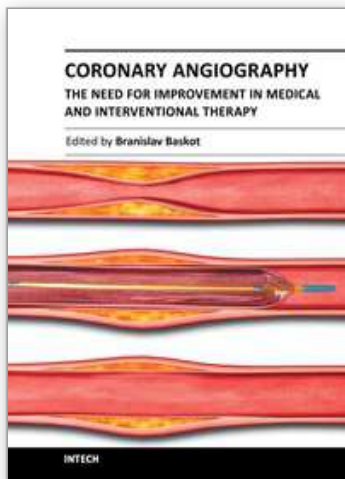 CORONARY ANGIOGRAPHY
THE NEED FOR IMPROVEMENT IN MEDICAL
AND INTERVENTIONAL THERAPY
Edited by Branislav Baskot
INTECH